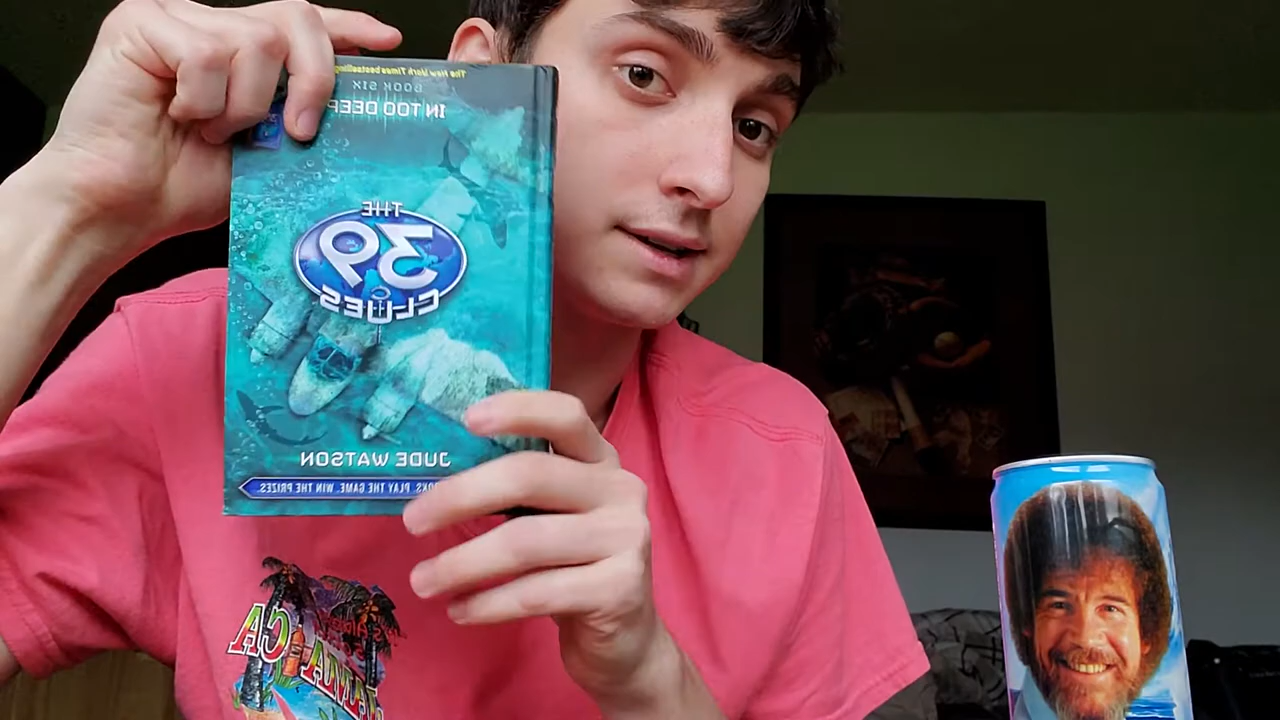 The New York Times bestselling
BOOK SIX
IN TOO DEEP
THE
39
CLUES
JUDE WATSON
PLAY THE GAME. WIN THE PRIZES.